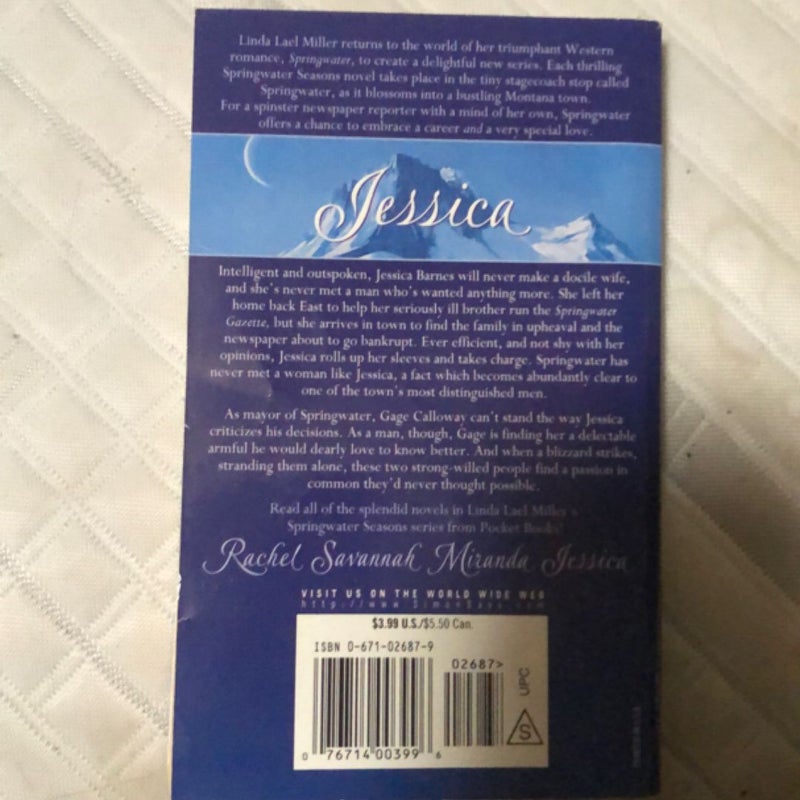 Linda Lael Miller returns to the world of her triumphant Western
romance, Springwater, to create a delightful new series. Each thrilling
Springwater Seasons novel takes place in the tiny stagecoach stop called
Springwater, as it blossoms into a bustling Montana town.
For a spinster newspaper reporter with a mind of her own, Springwater
offers a chance to embrace a career and a very special love.
Jessica
Intelligent and outspoken, Jessica Barnes will never make a docile wife,
and she's never met a man who's wanted anything more. She left her
home back East to help her seriously ill brother run the Springwater
Gazette, but she arrives in town to find the family in upheaval and the
newspaper about to go bankrupt. Ever efficient, and not shy with her
opinions, Jessica rolls up her sleeves and takes charge. Springwater has
never met a woman like Jessica, a fact which becomes abundantly clear to
one of the town's most distinguished men.
As mayor of Springwater, Gage Calloway can't stand the way Jessica
criticizes his decisions. As a man, though, Gage is finding her a delectable
armful he would dearly love to know better. And when a blizzard strikes,
stranding them alone, these two strong-willed people find a passion in
common they'd never thought possible.
Read all of the splendid novels in Linda Lael Miller's
Springwater Seasons series from Pocket Books!
Rachel Savannah Miranda Jessica
VISIT US ON THE WORLD WIDE WEB
$3.99 U.S./$5.50 Can.
ISBN 0-671-02687-9
02687>
UPC
S
0 76714 00399 6